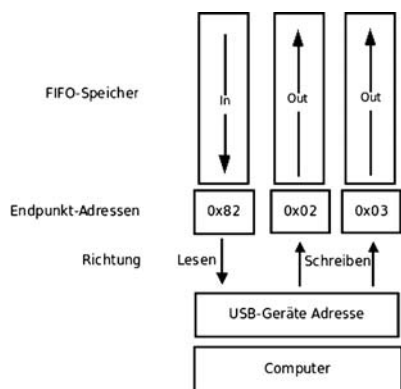 FIFO-Speicher
In
Out
Out
Endpunkt-Adressen
0x82
0x02
0x03
Richtung
Lesen
Schreiben
USB-Geräte Adresse
Computer